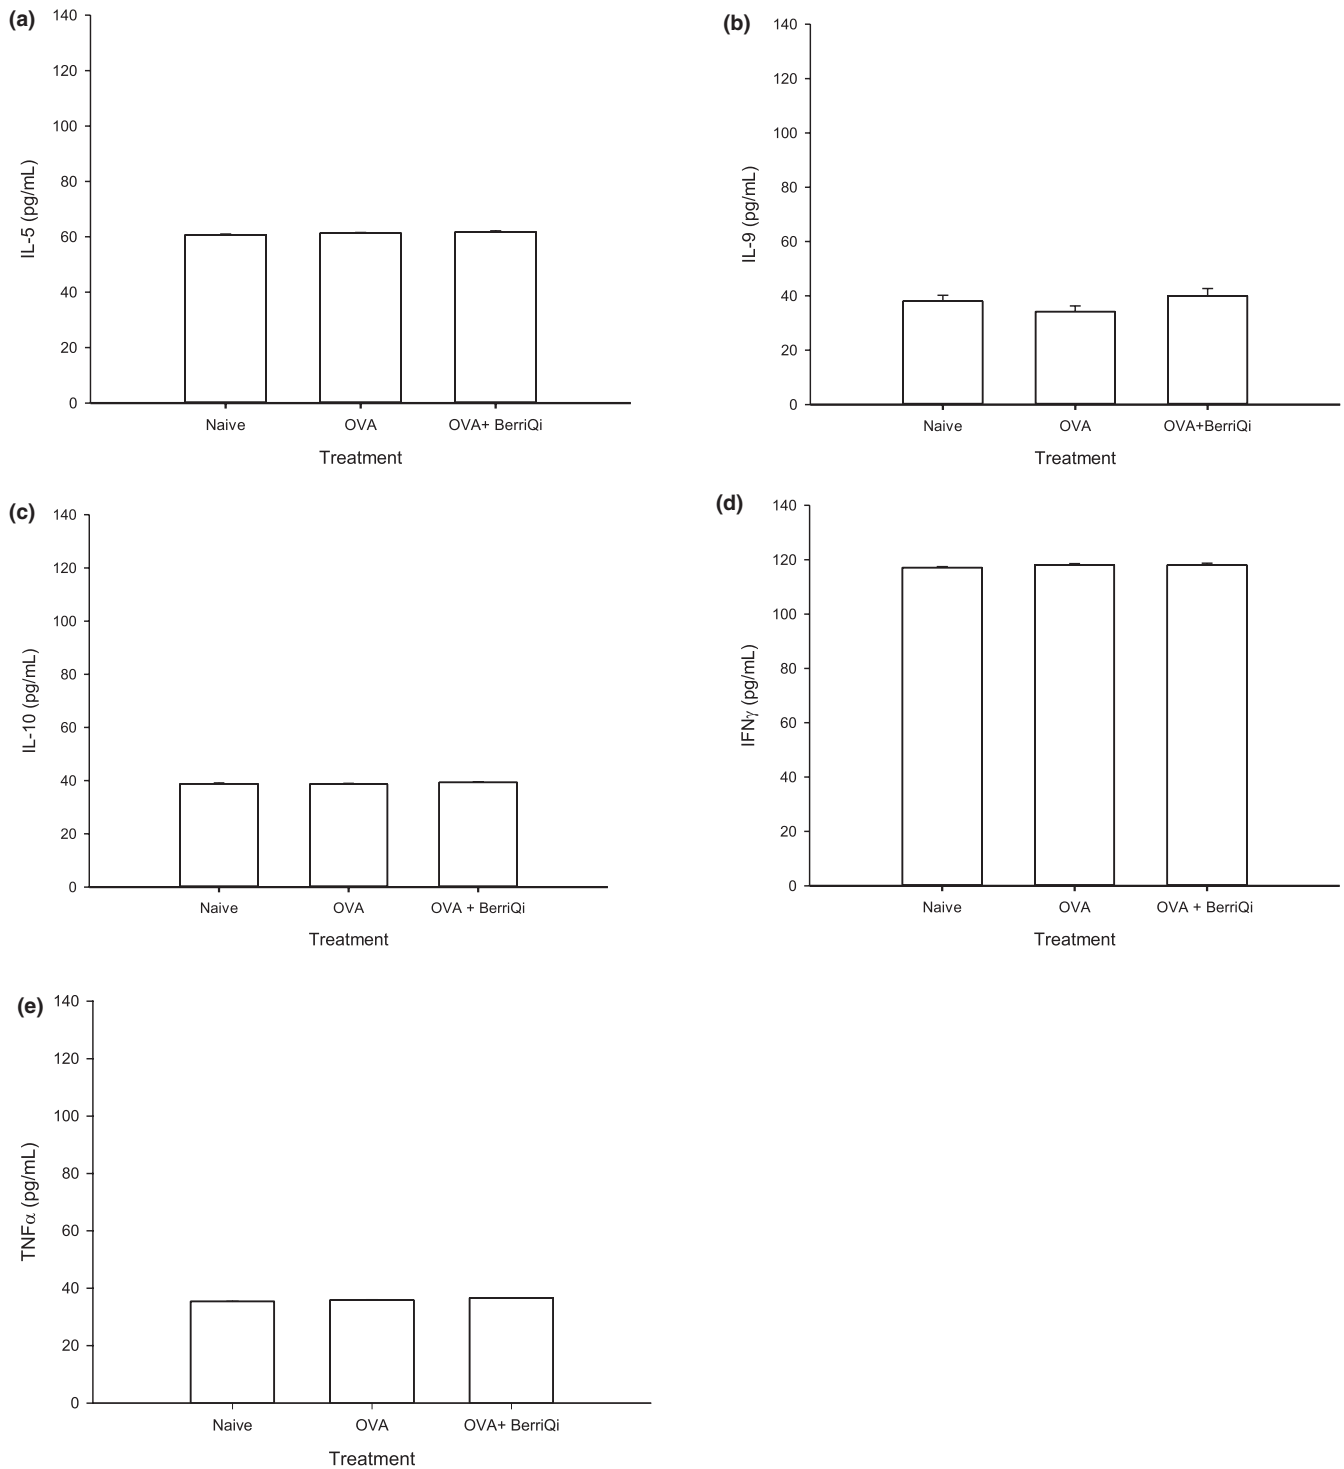 (a)
140
120
100
80
60
40
20
0
IL-5 (pg/mL)
Naive OVA OVA+ BerriQi
Treatment
(b)
140
120
100
80
60
40
20
0
IL-9 (pg/mL)
Naive OVA OVA+BerriQi
Treatment
(c)
140
120
100
80
60
40
20
0
IL-10 (pg/mL)
Naive OVA OVA + BerriQi
Treatment
(d)
140
120
100
80
60
40
20
0
IFNγ (pg/mL)
Naive OVA OVA + BerriQi
Treatment
(e)
140
120
100
80
60
40
20
0
TNFα (pg/mL)
Naive OVA OVA+ BerriQi
Treatment